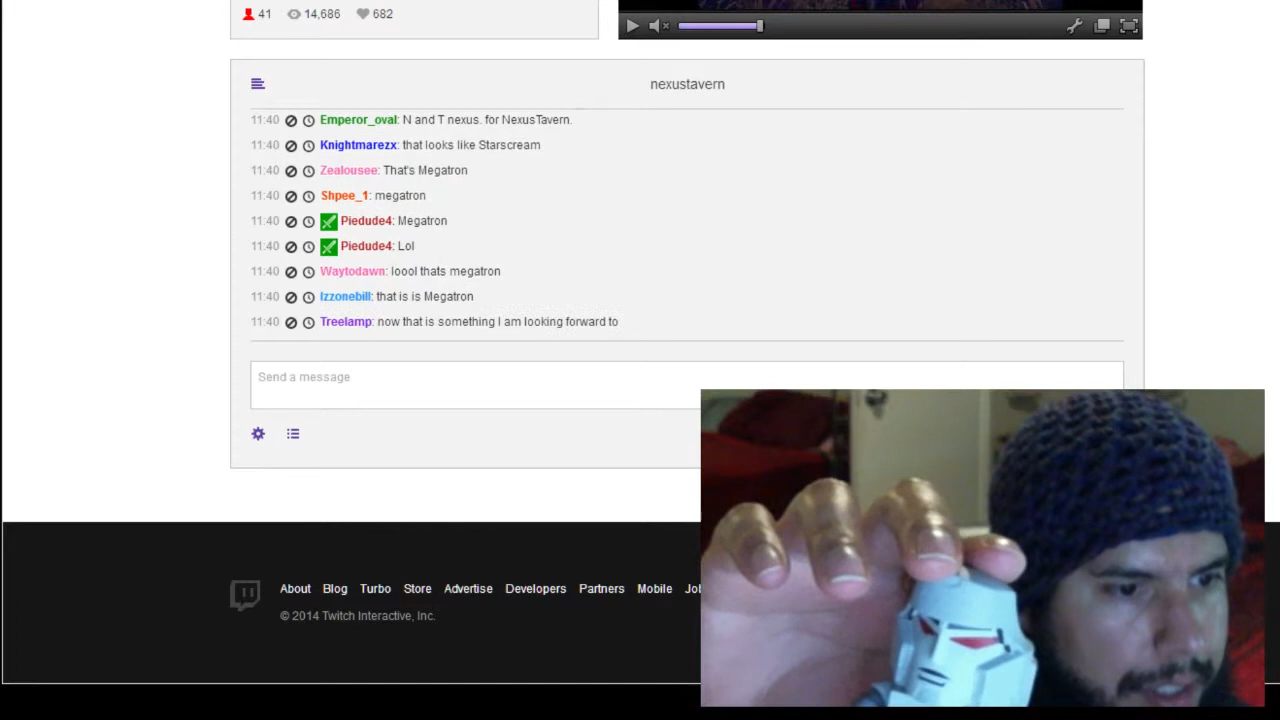 41 14,686 682
nexustavern
11:40 Emperor_oval: N and T nexus. for NexusTavern.
11:40 Knightmarezx: that looks like Starscream
11:40 Zealousee: That's Megatron
11:40 Shpee_1: megatron
11:40 Piedude4: Megatron
11:40 Piedude4: Lol
11:40 Waytodawn: loool thats megatron
11:40 Izzonebill: that is is Megatron
11:40 Treelamp: now that is something I am looking forward to
Send a message
About Blog Turbo Store Advertise Developers Partners Mobile Jo
© 2014 Twitch Interactive, Inc.